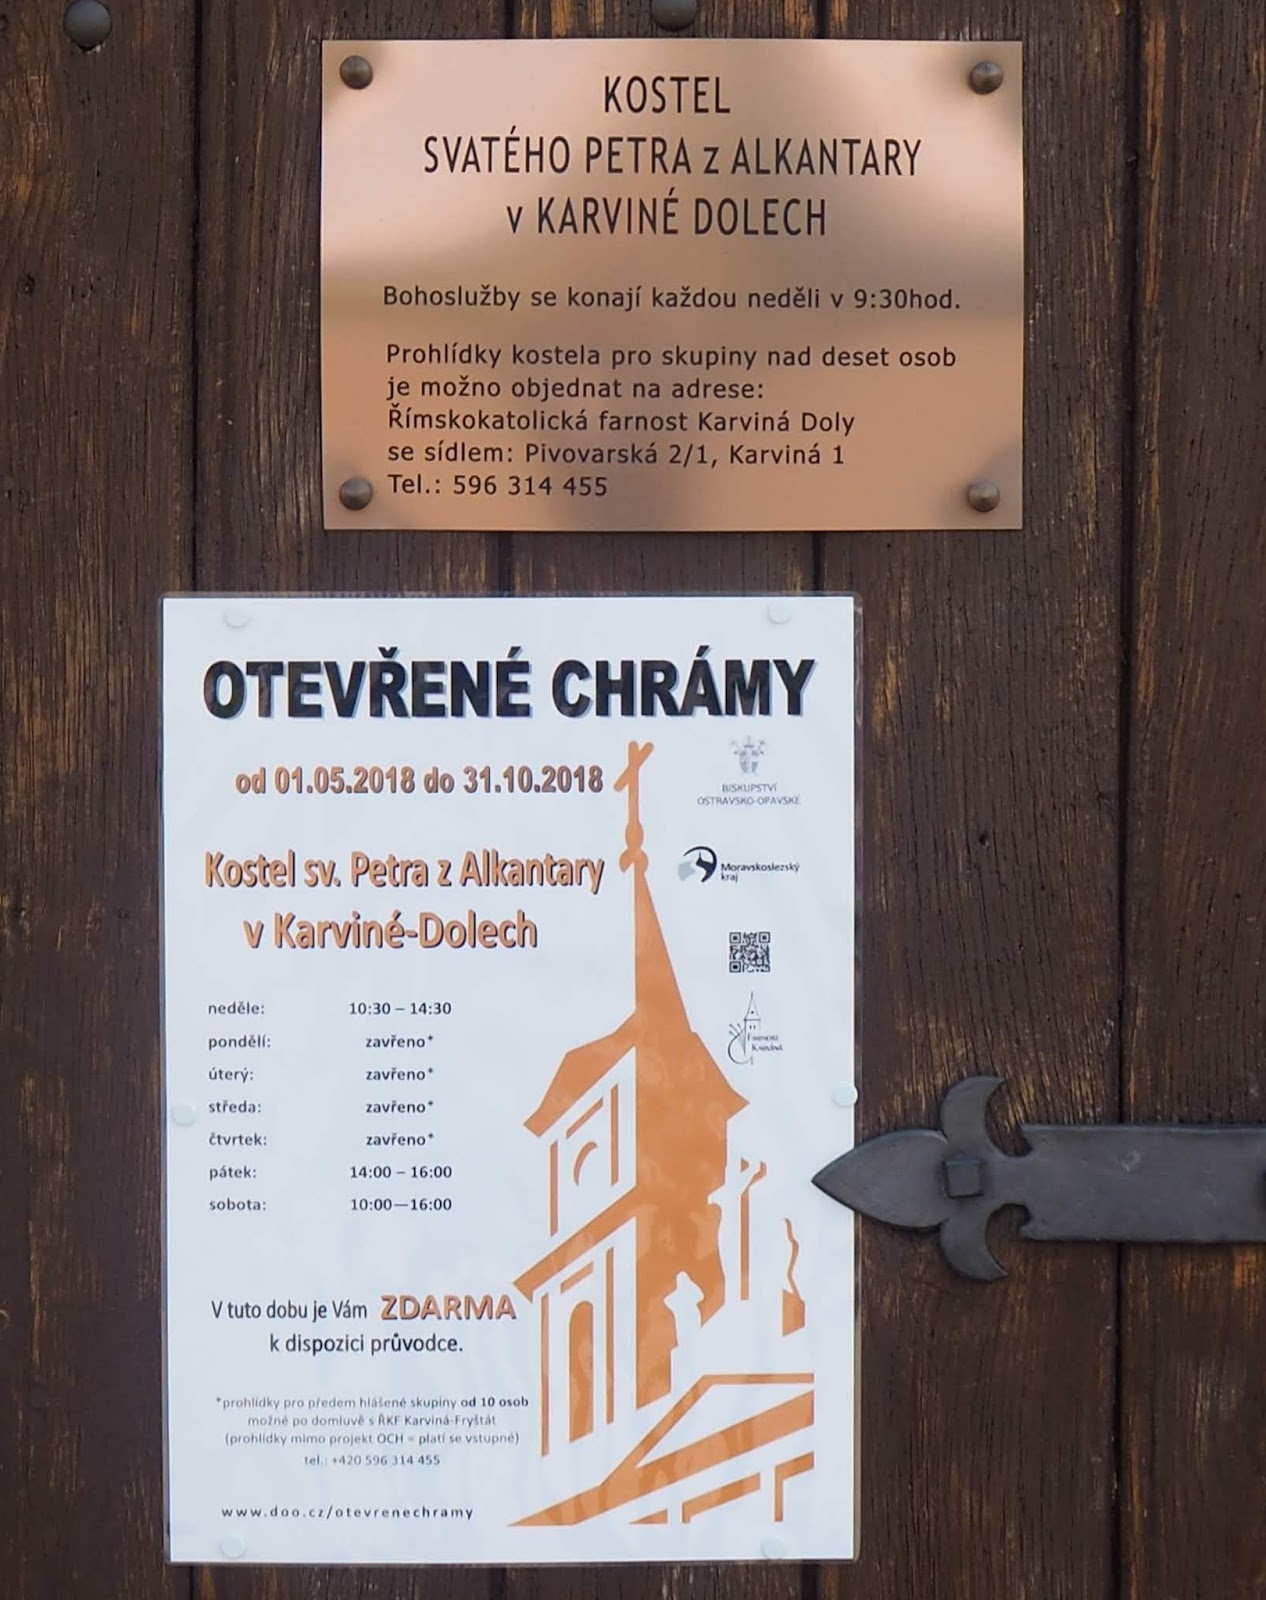 KOSTEL
SVATÉHO PETRA z ALKANTARY
v KARVINÉ DOLECH
Bohoslužby se konají každou neděli v 9:30hod.
Prohlídky kostela pro skupiny nad deset osob
je možno objednat na adrese:
Římskokatolická farnost Karviná Doly
se sídlem: Pivovarská 2/1, Karviná 1
Tel.: 596 314 455
OTEVŘENÉ CHRÁMY
od 01.05.2018 do 31.10.2018
BISKUPSTVÍ
OSTRAVSKO-OPAVSKÉ
Kostel sv. Petra z Alkantary
v Karviné-Dolech
Moravskoslezský
kraj
Farnost
Karviná
neděle: 10:30 – 14:30
pondělí: zavřeno*
úterý: zavřeno*
středa: zavřeno*
čtvrtek: zavřeno*
pátek: 14:00 – 16:00
sobota: 10:00—16:00
V tuto dobu je Vám ZDARMA
k dispozici průvodce.
*prohlídky pro předem hlášené skupiny od 10 osob
možné po domluvě s ŘKF Karviná-Fryštát
(prohlídky mimo projekt OCH = platí se vstupné)
tel.: +420 596 314 455
www.doo.cz/otevrenechramy